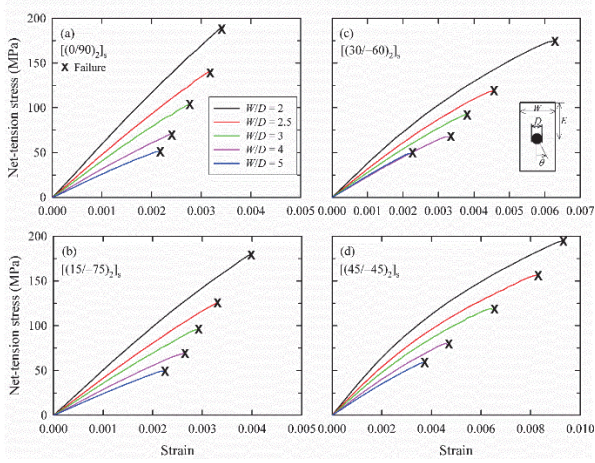 (a)
[(0/90)₂]ₛ
X Failure
W/D = 2
W/D = 2.5
W/D = 3
W/D = 4
W/D = 5
Net-tension stress (MPa)
200
150
100
50
0
0.000 0.001 0.002 0.003 0.004 0.005
(c)
[(30/−60)₂]ₛ
W
D
E
θ
0.000 0.001 0.002 0.003 0.004 0.005 0.006 0.007
(b)
[(15/−75)₂]ₛ
Net-tension stress (MPa)
200
150
100
50
0
0.000 0.001 0.002 0.003 0.004 0.005
Strain
(d)
[(45/−45)₂]ₛ
0.000 0.002 0.004 0.006 0.008 0.010
Strain